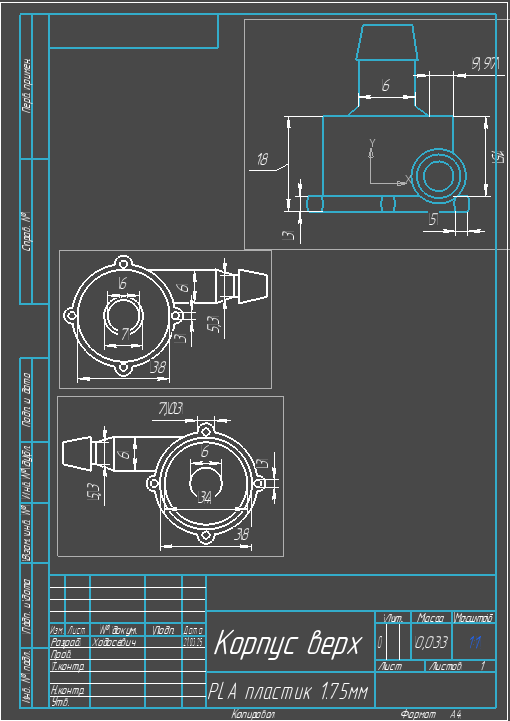 Перв. примен.
Справ. №
Подп. и дата
Инв. № дубл.
Взам. инв. №
Подп. и дата
Инв. № подл.
9,97
6
18
15
3
5
6
7
38
6
5,3
3
7,03
6
34
38
6
5,3
3
Изм. Лист № докум. Подп. Дата
Разраб. Ходасевич
Пров.
Т.контр.
Н.контр.
Утв.
Корпус верх
PLA пластик 1.75мм
Лит. Масса Масштаб
0,033 1:1
Лист Листов 1
Копировал Формат A4